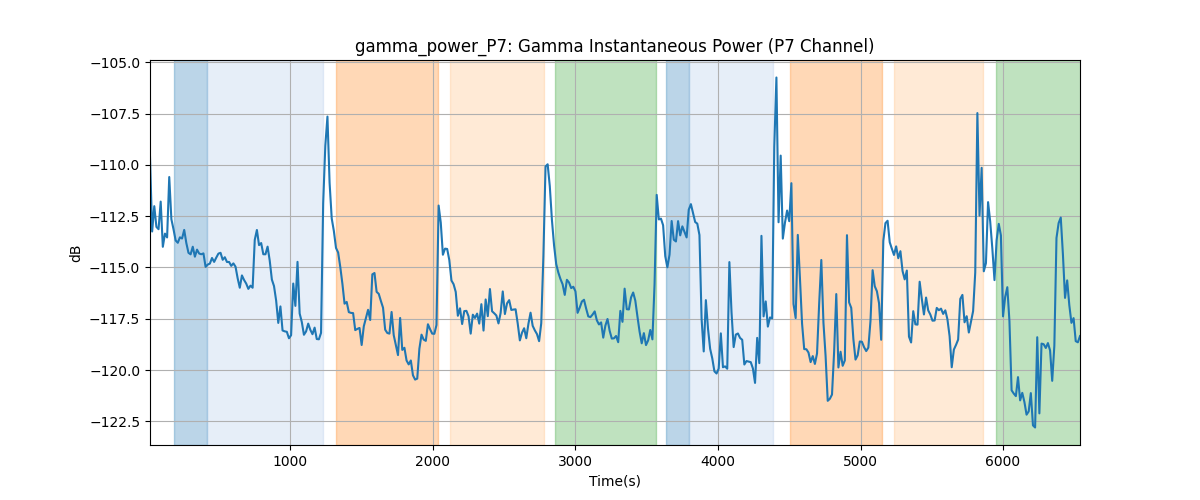 gamma_power_P7: Gamma Instantaneous Power (P7 Channel)
−105.0
−107.5
−110.0
−112.5
−115.0
−117.5
−120.0
−122.5
dB
1000 2000 3000 4000 5000 6000
Time(s)